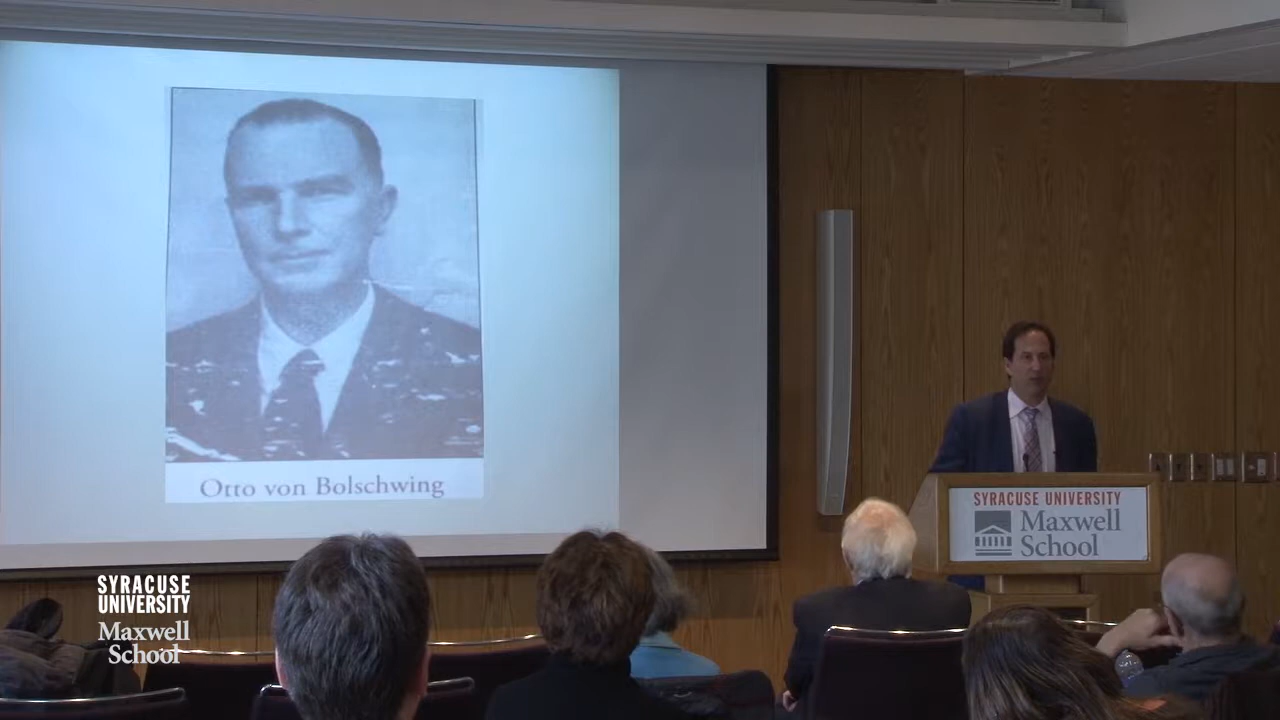 Otto von Bolschwing
SYRACUSE UNIVERSITY
Maxwell
School
SYRACUSE
UNIVERSITY
Maxwell
School